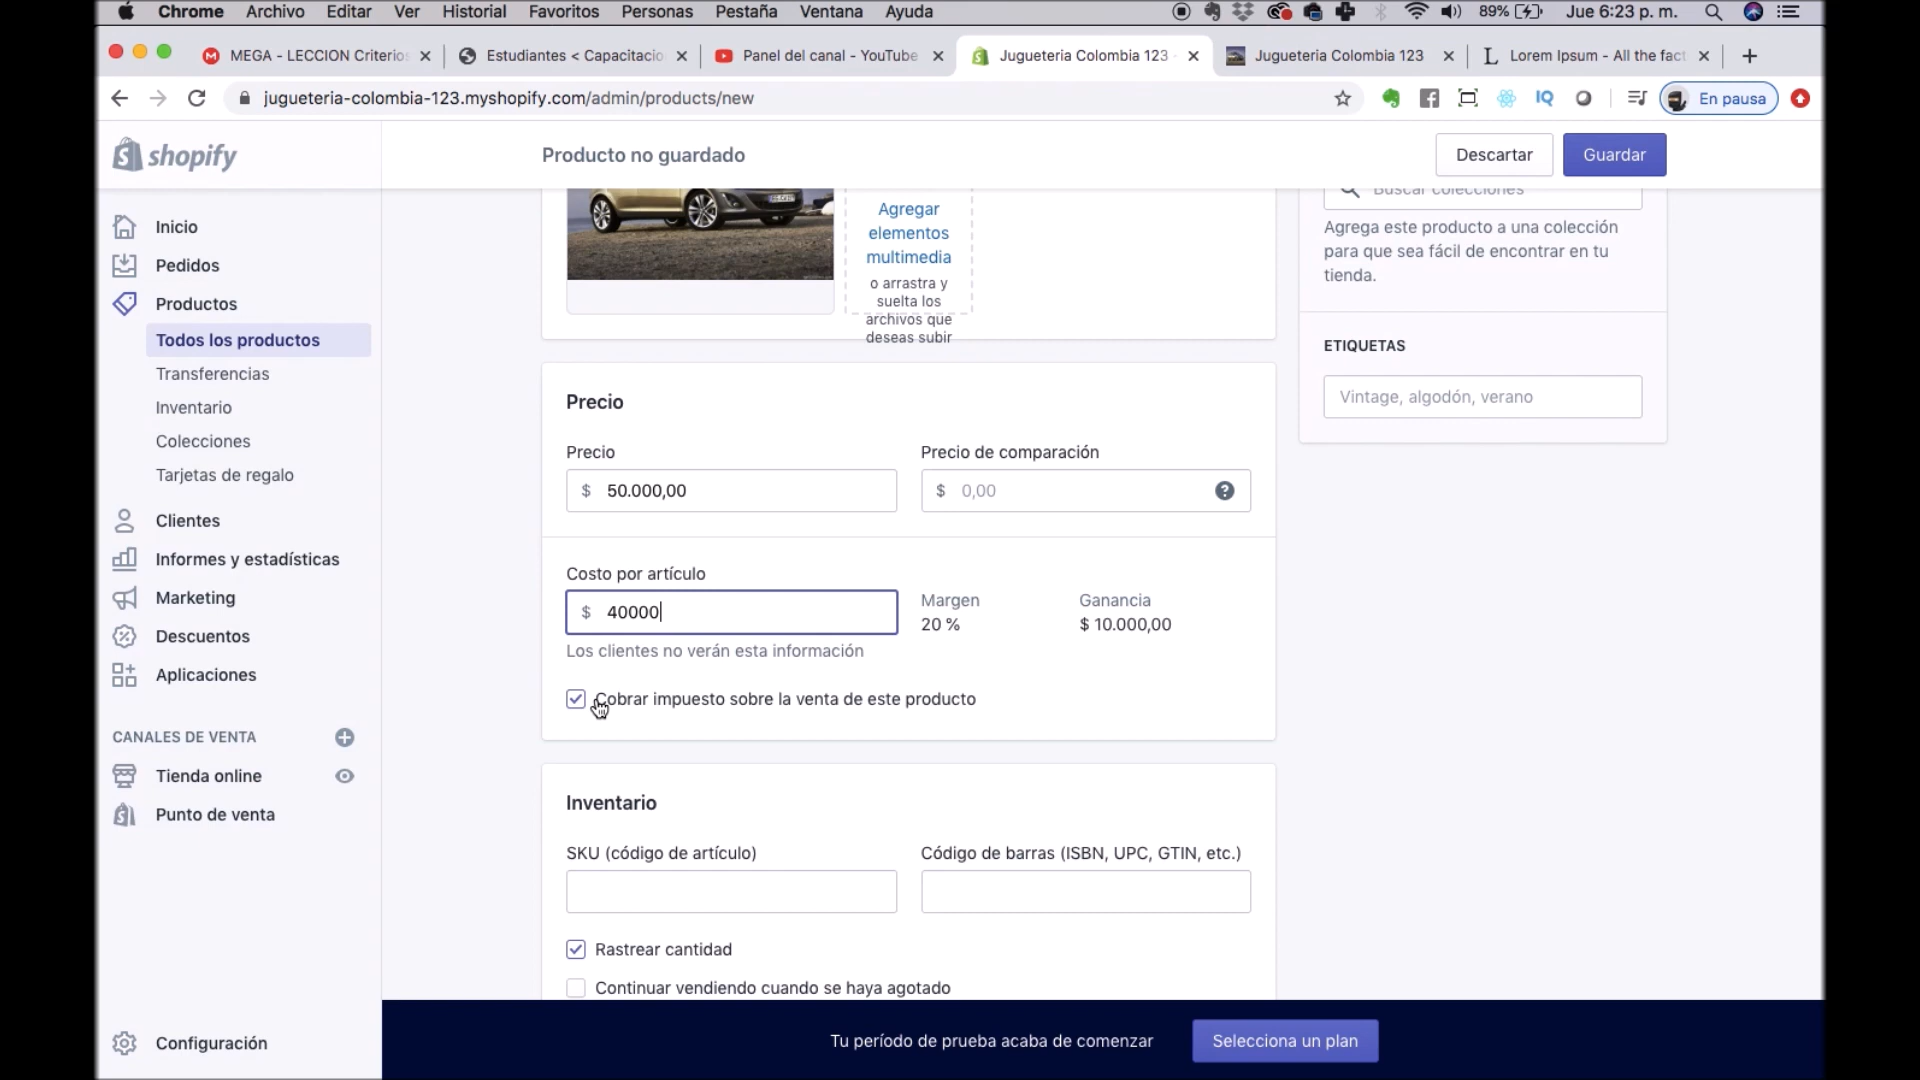 Chrome Archivo Editar Ver Historial Favoritos Personas Pestaña Ventana Ayuda 89% Jue 6:23 p. m.
MEGA - LECCION Criterios Estudiantes < Capacitacio Panel del canal - YouTube Jugueteria Colombia 123 Jugueteria Colombia 123 Lorem Ipsum - All the fact
jugueteria-colombia-123.myshopify.com/admin/products/new IQ En pausa
shopify
Producto no guardado
Descartar
Guardar
Inicio
Pedidos
Productos
Todos los productos
Transferencias
Inventario
Colecciones
Tarjetas de regalo
Clientes
Informes y estadísticas
Marketing
Descuentos
Aplicaciones
CANALES DE VENTA
Tienda online
Punto de venta
Configuración
Agregar
elementos
multimedia
o arrastra y
suelta los
archivos que
deseas subir
Precio
Precio
Precio de comparación
$ 50.000,00
$ 0,00
Costo por artículo
$ 40000
Margen
20 %
Ganancia
$ 10.000,00
Los clientes no verán esta información
Cobrar impuesto sobre la venta de este producto
Inventario
SKU (código de artículo)
Código de barras (ISBN, UPC, GTIN, etc.)
Rastrear cantidad
Continuar vendiendo cuando se haya agotado
Buscar colecciones
Agrega este producto a una colección
para que sea fácil de encontrar en tu
tienda.
ETIQUETAS
Vintage, algodón, verano
Tu período de prueba acaba de comenzar
Selecciona un plan